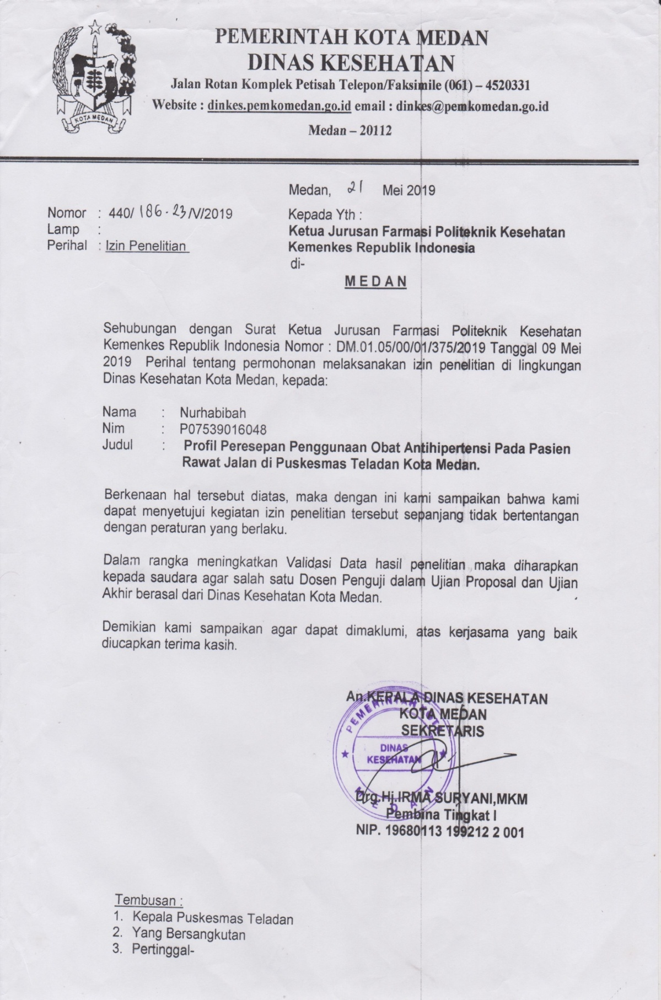 PEMERINTAH KOTA MEDAN
DINAS KESEHATAN
Jalan Rotan Komplek Petisah Telepon/Faksimile (061) – 4520331
Website : dinkes.pemkomedan.go.id email : dinkes@pemkomedan.go.id
Medan – 20112
KOTA MEDAN
Medan, 21 Mei 2019
Nomor : 440/186.23/V/2019
Lamp :
Perihal : Izin Penelitian
Kepada Yth :
Ketua Jurusan Farmasi Politeknik Kesehatan
Kemenkes Republik Indonesia
di-
M E D A N
Sehubungan dengan Surat Ketua Jurusan Farmasi Politeknik Kesehatan
Kemenkes Republik Indonesia Nomor : DM.01.05/00/01/375/2019 Tanggal 09 Mei
2019 Perihal tentang permohonan melaksanakan izin penelitian di lingkungan
Dinas Kesehatan Kota Medan, kepada:
Nama : Nurhabibah
Nim : P07539016048
Judul : Profil Peresepan Penggunaan Obat Antihipertensi Pada Pasien
Rawat Jalan di Puskesmas Teladan Kota Medan.
Berkenaan hal tersebut diatas, maka dengan ini kami sampaikan bahwa kami
dapat menyetujui kegiatan izin penelitian tersebut sepanjang tidak bertentangan
dengan peraturan yang berlaku.
Dalam rangka meningkatkan Validasi Data hasil penelitian maka diharapkan
kepada saudara agar salah satu Dosen Penguji dalam Ujian Proposal dan Ujian
Akhir berasal dari Dinas Kesehatan Kota Medan.
Demikian kami sampaikan agar dapat dimaklumi, atas kerjasama yang baik
diucapkan terima kasih.
An.KEPALA DINAS KESEHATAN
KOTA MEDAN
SEKRETARIS
PEMERINTAH KOTA
DINAS
KESEHATAN
MEDAN
Drg.Hj.IRMA SURYANI,MKM
Pembina Tingkat I
NIP. 19680113 199212 2 001
Tembusan :
1. Kepala Puskesmas Teladan
2. Yang Bersangkutan
3. Pertinggal-